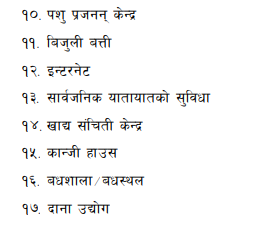 १०. पशु प्रजनन् केन्द्र
११. बिजुली बत्ती
१२. इन्टरनेट
१३. सार्वजनिक यातायातको सुविधा
१४. खाद्य संचिती केन्द्र
१५. कान्जी हाउस
१६. बधशाला/बधस्थल
१७. दाना उद्योग